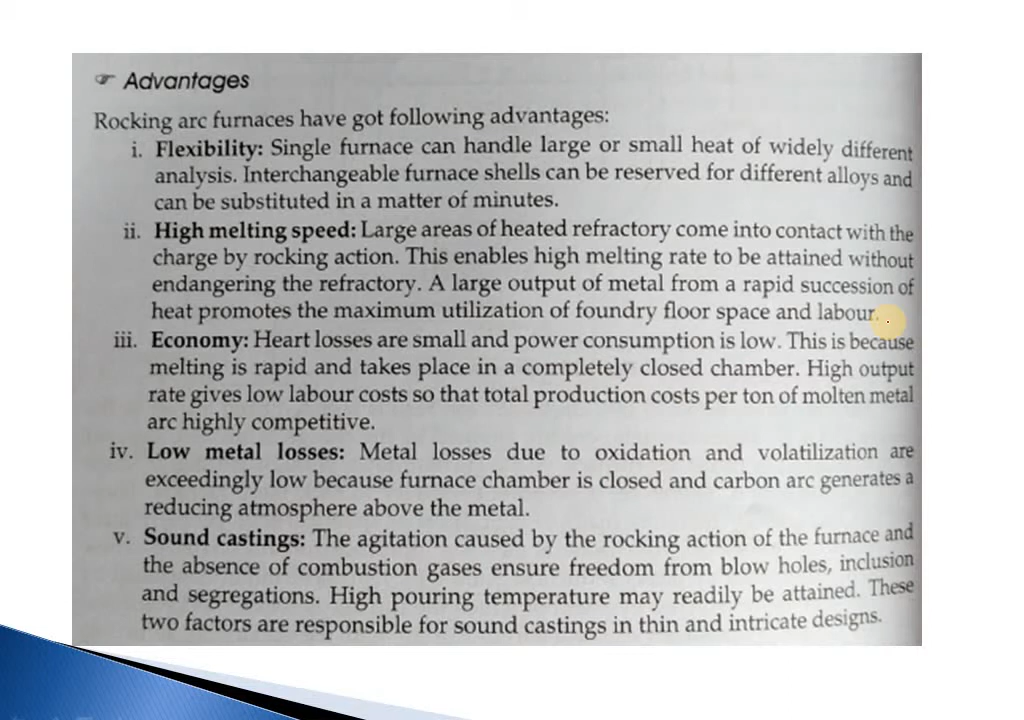 ☞ Advantages
Rocking arc furnaces have got following advantages:
i. Flexibility: Single furnace can handle large or small heat of widely different
analysis. Interchangeable furnace shells can be reserved for different alloys and
can be substituted in a matter of minutes.
ii. High melting speed: Large areas of heated refractory come into contact with the
charge by rocking action. This enables high melting rate to be attained without
endangering the refractory. A large output of metal from a rapid succession of
heat promotes the maximum utilization of foundry floor space and labour.
iii. Economy: Heart losses are small and power consumption is low. This is because
melting is rapid and takes place in a completely closed chamber. High output
rate gives low labour costs so that total production costs per ton of molten metal
arc highly competitive.
iv. Low metal losses: Metal losses due to oxidation and volatilization are
exceedingly low because furnace chamber is closed and carbon arc generates a
reducing atmosphere above the metal.
v. Sound castings: The agitation caused by the rocking action of the furnace and
the absence of combustion gases ensure freedom from blow holes, inclusion
and segregations. High pouring temperature may readily be attained. These
two factors are responsible for sound castings in thin and intricate designs.